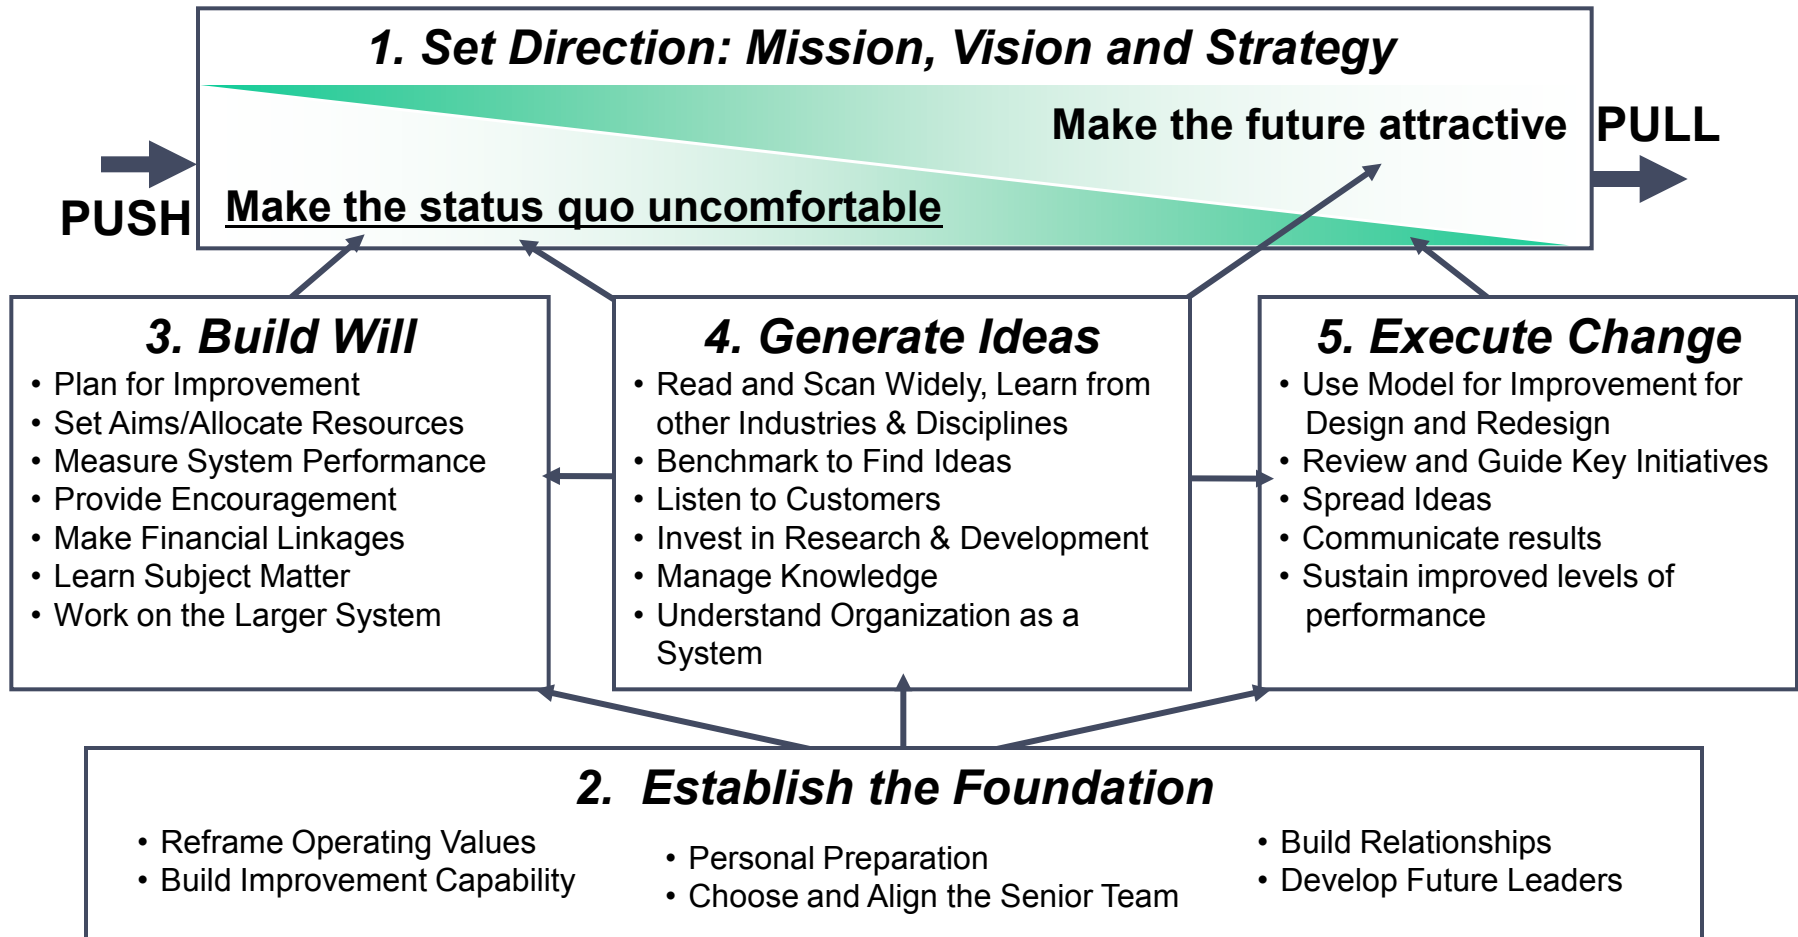 1. Set Direction: Mission, Vision and Strategy
Make the future attractive
PULL
PUSH
Make the status quo uncomfortable
3. Build Will
• Plan for Improvement
• Set Aims/Allocate Resources
• Measure System Performance
• Provide Encouragement
• Make Financial Linkages
• Learn Subject Matter
• Work on the Larger System
4. Generate Ideas
• Read and Scan Widely, Learn from
other Industries & Disciplines
• Benchmark to Find Ideas
• Listen to Customers
• Invest in Research & Development
• Manage Knowledge
• Understand Organization as a
System
5. Execute Change
• Use Model for Improvement for
Design and Redesign
• Review and Guide Key Initiatives
• Spread Ideas
• Communicate results
• Sustain improved levels of
performance
2. Establish the Foundation
• Reframe Operating Values
• Build Improvement Capability
• Personal Preparation
• Choose and Align the Senior Team
• Build Relationships
• Develop Future Leaders